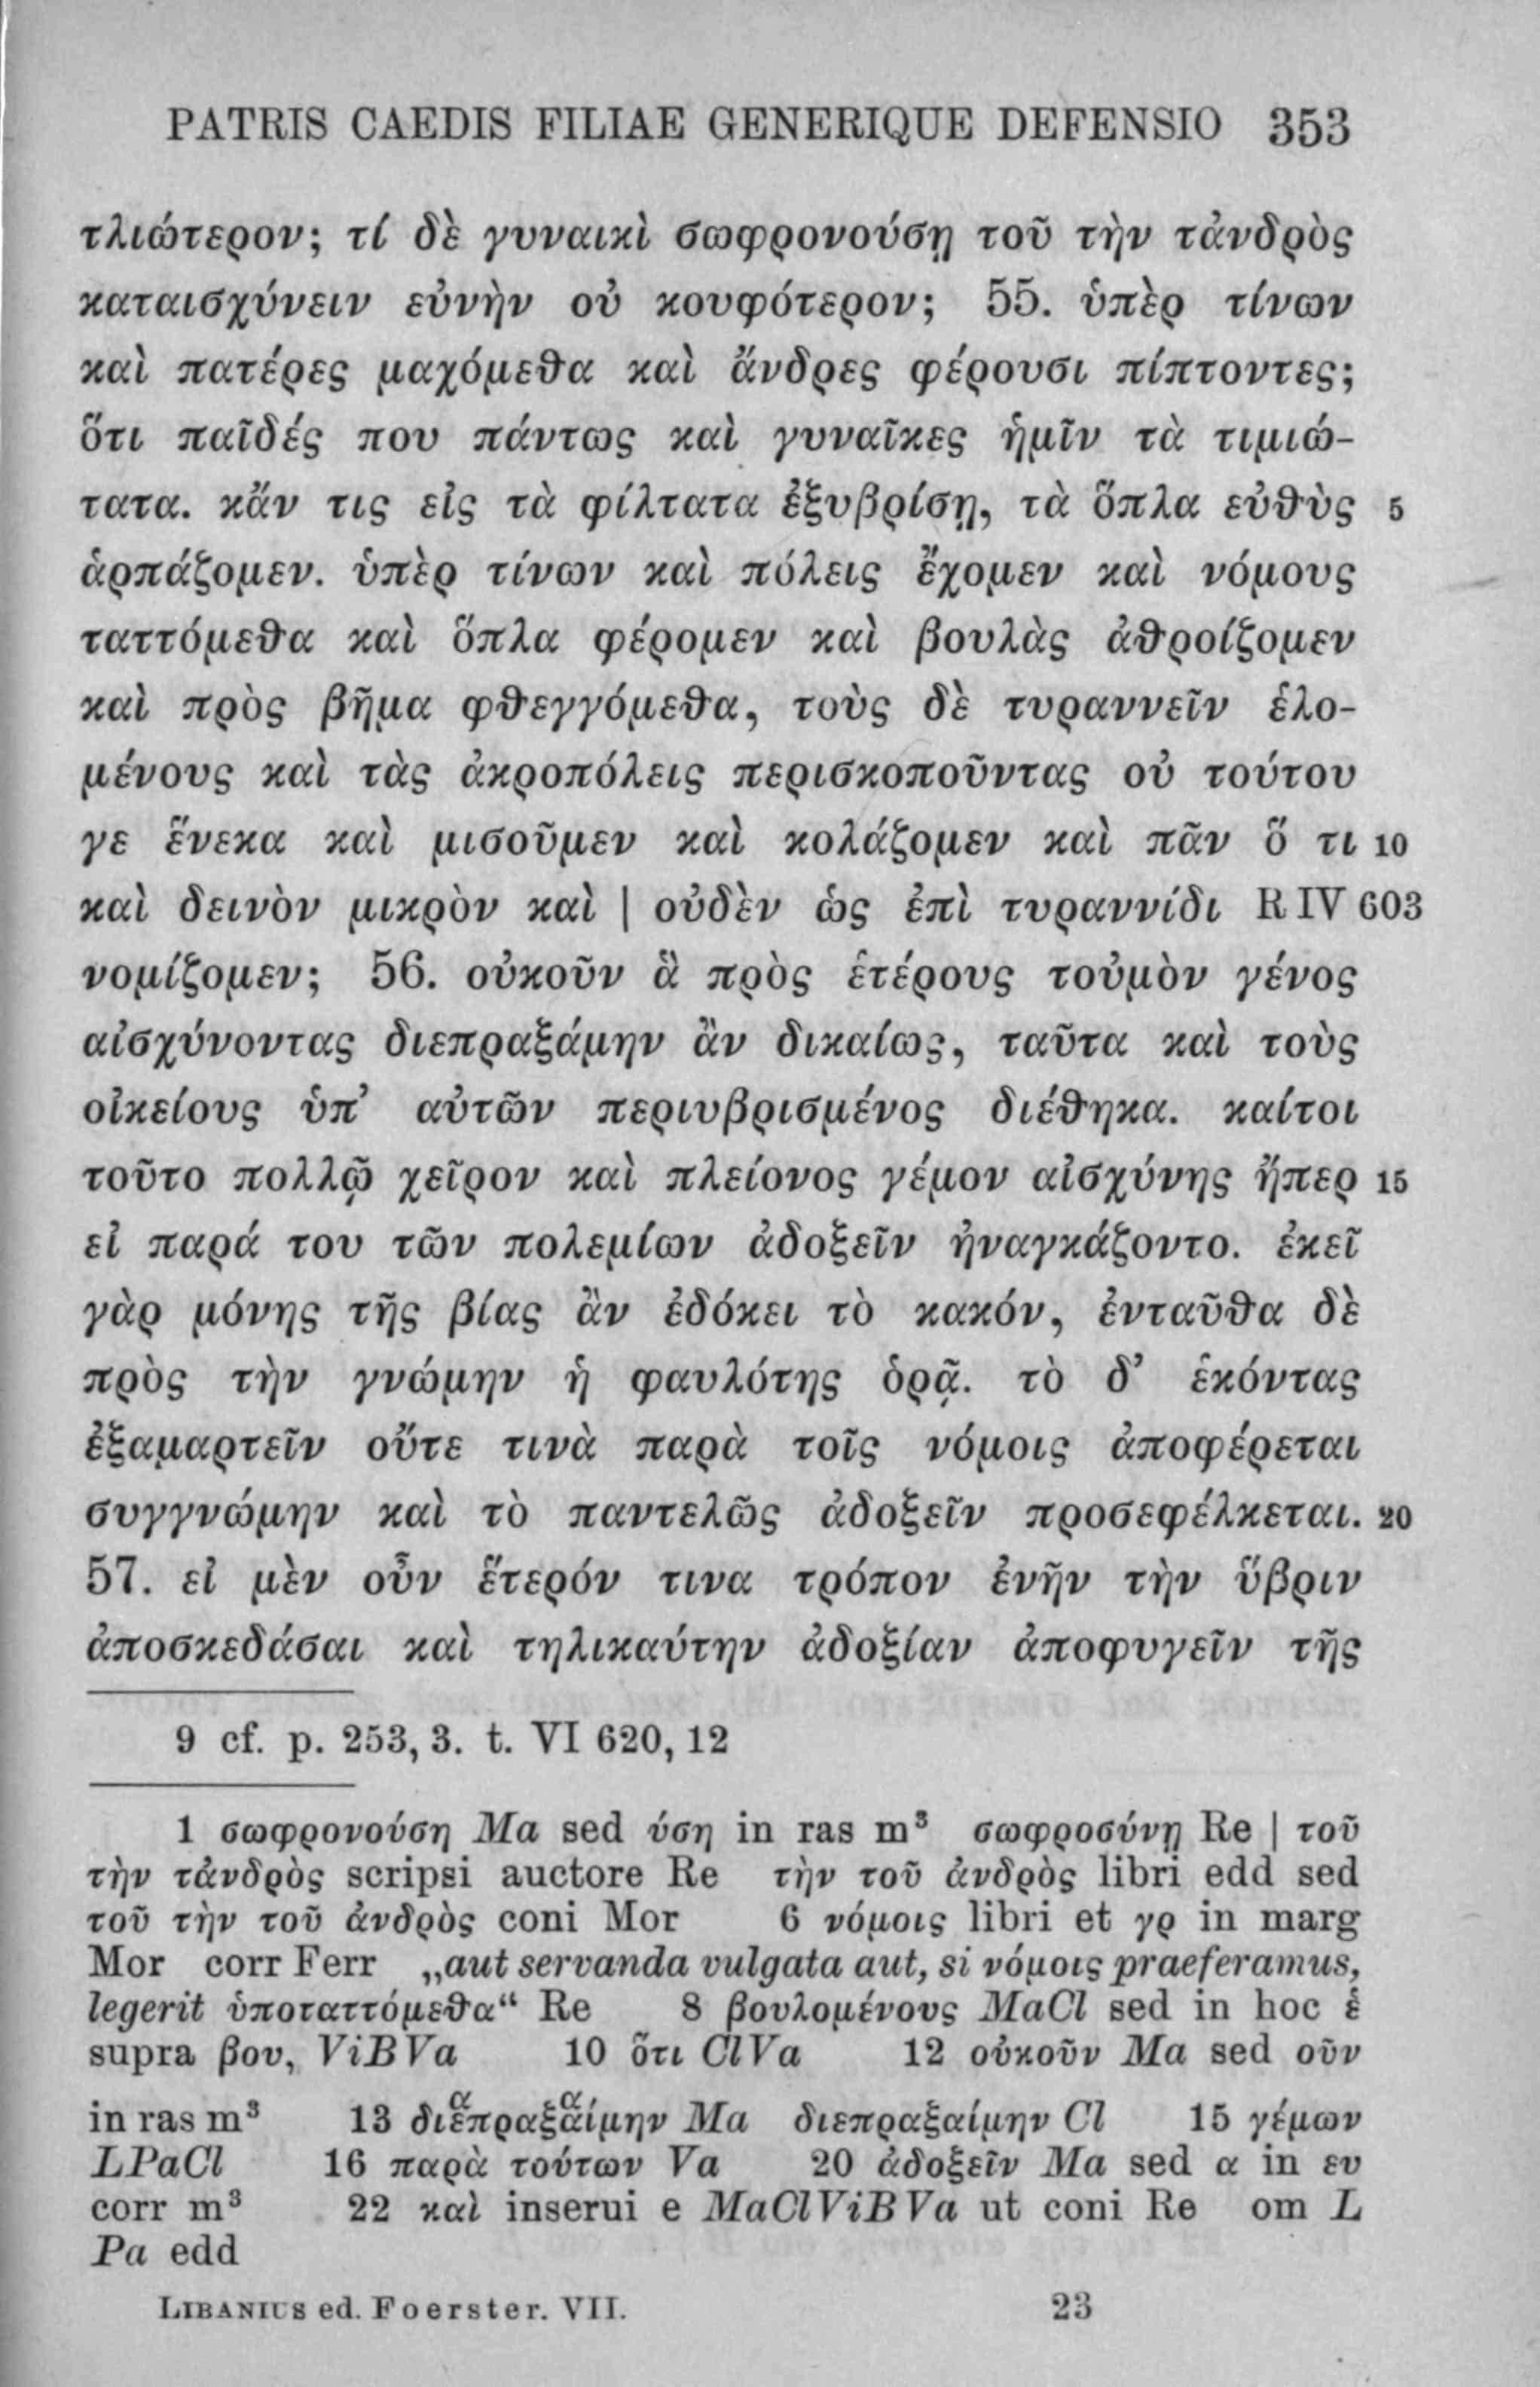 PATRIS CAEDIS FILIAE GENERIQUE DEFENSIO 353
τλιώτερον; τί δὲ γυναικὶ σωφρονούσῃ τοῦ τὴν τἀνδρὸς
καταισχύνειν εὐνὴν οὐ κουφότερον; 55. ὑπὲρ τίνων
καὶ πατέρες μαχόμεθα καὶ ἄνδρες φέρουσι πίπτοντες;
ὅτι παῖδές που πάντως καὶ γυναῖκες ἡμῖν τὰ τιμιώ-
τατα. κἄν τις εἰς τὰ φίλτατα ἐξυβρίσῃ, τὰ ὅπλα εὐθὺς 5
ἁρπάζομεν. ὑπὲρ τίνων καὶ πόλεις ἔχομεν καὶ νόμους
ταττόμεθα καὶ ὅπλα φέρομεν καὶ βουλὰς ἀθροίζομεν
καὶ πρὸς βῆμα φθεγγόμεθα, τοὺς δὲ τυραννεῖν ἑλο-
μένους καὶ τὰς ἀκροπόλεις περισκοποῦντας οὐ τούτου
γε ἕνεκα καὶ μισοῦμεν καὶ κολάζομεν καὶ πᾶν ὅ τι 10
καὶ δεινὸν μικρὸν καὶ | οὐδὲν ὡς ἐπὶ τυραννίδι R IV 603
νομίζομεν; 56. οὐκοῦν ἃ πρὸς ἑτέρους τοὐμὸν γένος
αἰσχύνοντας διεπραξάμην ἂν δικαίως, ταῦτα καὶ τοὺς
οἰκείους ὑπ’ αὐτῶν περιυβρισμένος διέθηκα. καίτοι
τοῦτο πολλῷ χεῖρον καὶ πλείονος γέμον αἰσχύνης ἤπερ 15
εἰ παρά του τῶν πολεμίων ἀδοξεῖν ἠναγκάζοντο. ἐκεῖ
γὰρ μόνης τῆς βίας ἂν ἐδόκει τὸ κακόν, ἐνταῦθα δὲ
πρὸς τὴν γνώμην ἡ φαυλότης ὁρᾷ. τὸ δ’ ἑκόντας
ἐξαμαρτεῖν οὔτε τινὰ παρὰ τοῖς νόμοις ἀποφέρεται
συγγνώμην καὶ τὸ παντελῶς ἀδοξεῖν προσεφέλκεται. 20
57. εἰ μὲν οὖν ἕτερόν τινα τρόπον ἐνῆν τὴν ὕβριν
ἀποσκεδάσαι καὶ τηλικαύτην ἀδοξίαν ἀποφυγεῖν τῆς
9 cf. p. 253, 3. t. VI 620, 12
1 σωφρονούση Ma sed ύση in ras m³ σωφροσύνῃ Re | τοῦ
τὴν τἀνδρὸς scripsi auctore Re τὴν τοῦ ἀνδρὸς libri edd sed
τοῦ τὴν τοῦ ἀνδρὸς coni Mor 6 νόμοις libri et γρ in marg
Mor corr Ferr „aut servanda vulgata aut, si νόμοις praeferamus,
legerit ὑποταττόμεθα“ Re 8 βουλομένους MaCl sed in hoc ἑ
supra βου, ViBVa 10 ὅτι ClVa 12 οὐκοῦν Ma sed οῦν
in ras m³ 13 διἐ<sup>α</sup>πραξα<sup>α</sup>ίμην Ma διεπραξαίμην Cl 15 γέμων
LPaCl 16 παρὰ τούτων Va 20 ἀδοξεῖν Ma sed α in ευ
corr m³ 22 καὶ inserui e MaClViBVa ut coni Re om L
Pa edd
LIBANIUS ed. Foerster. VII. 23